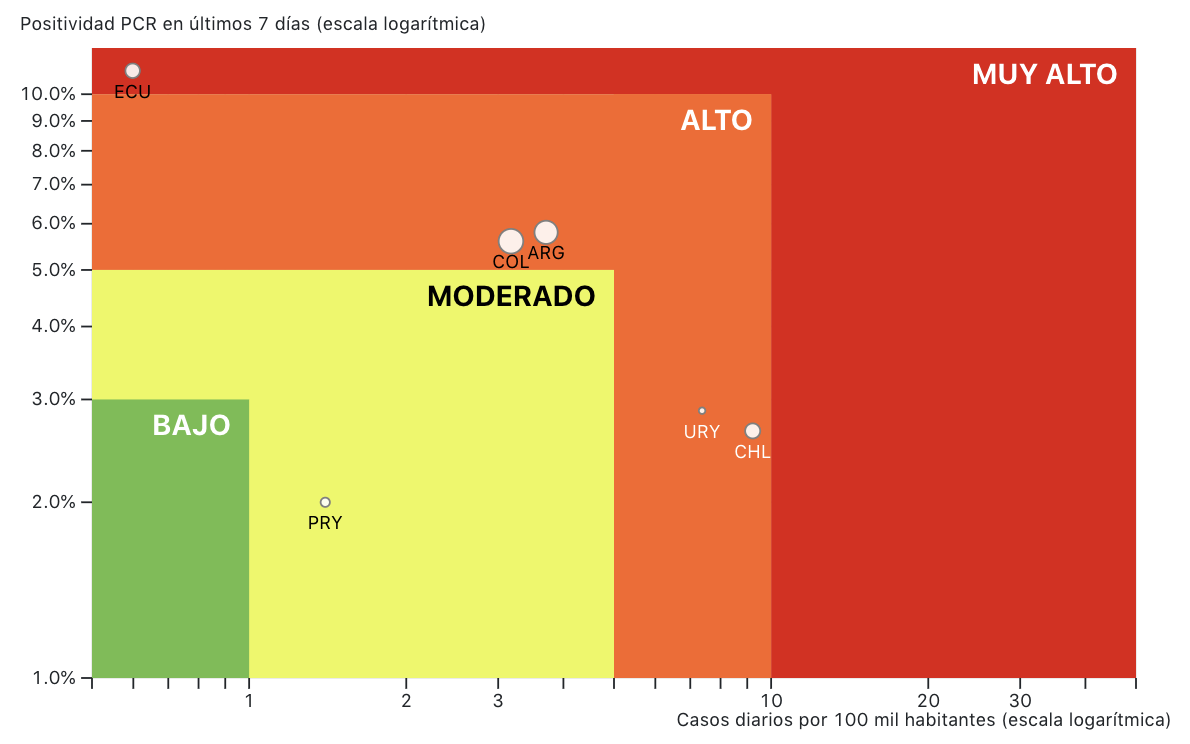 Positividad PCR en últimos 7 días (escala logarítmica)
MUY ALTO
ECU
10.0%
ALTO
9.0%
8.0%
7.0%
6.0%
COL
ARG
5.0%
MODERADO
4.0%
3.0%
BAJO
URY
CHL
2.0%
PRY
1.0%
1 2 3 10 20 30
Casos diarios por 100 mil habitantes (escala logarítmica)